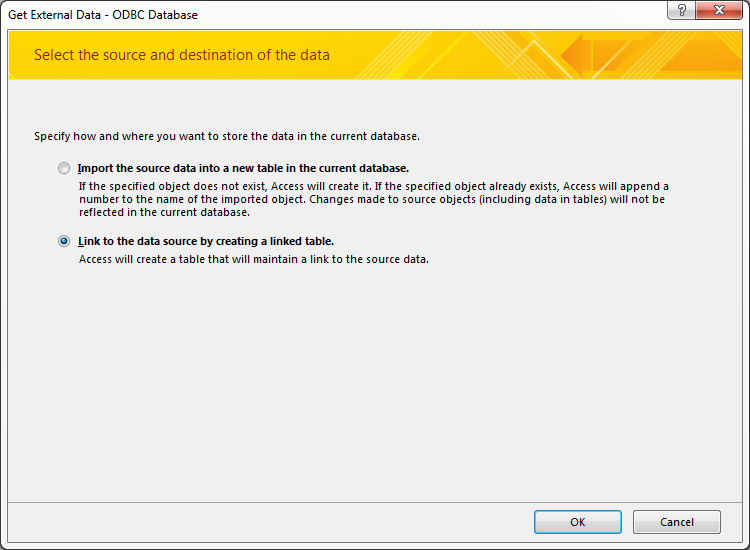 Get External Data - ODBC Database
?
Select the source and destination of the data
Specify how and where you want to store the data in the current database.
Import the source data into a new table in the current database.
If the specified object does not exist, Access will create it. If the specified object already exists, Access will append a
number to the name of the imported object. Changes made to source objects (including data in tables) will not be
reflected in the current database.
Link to the data source by creating a linked table.
Access will create a table that will maintain a link to the source data.
OK
Cancel